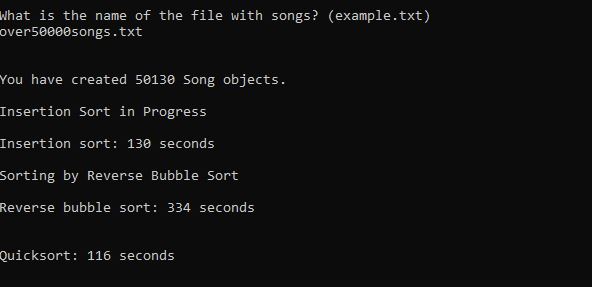 What is the name of the file with songs? (example.txt)
over50000songs.txt
You have created 50130 Song objects.
Insertion Sort in Progress
Insertion sort: 130 seconds
Sorting by Reverse Bubble Sort
Reverse bubble sort: 334 seconds
Quicksort: 116 seconds